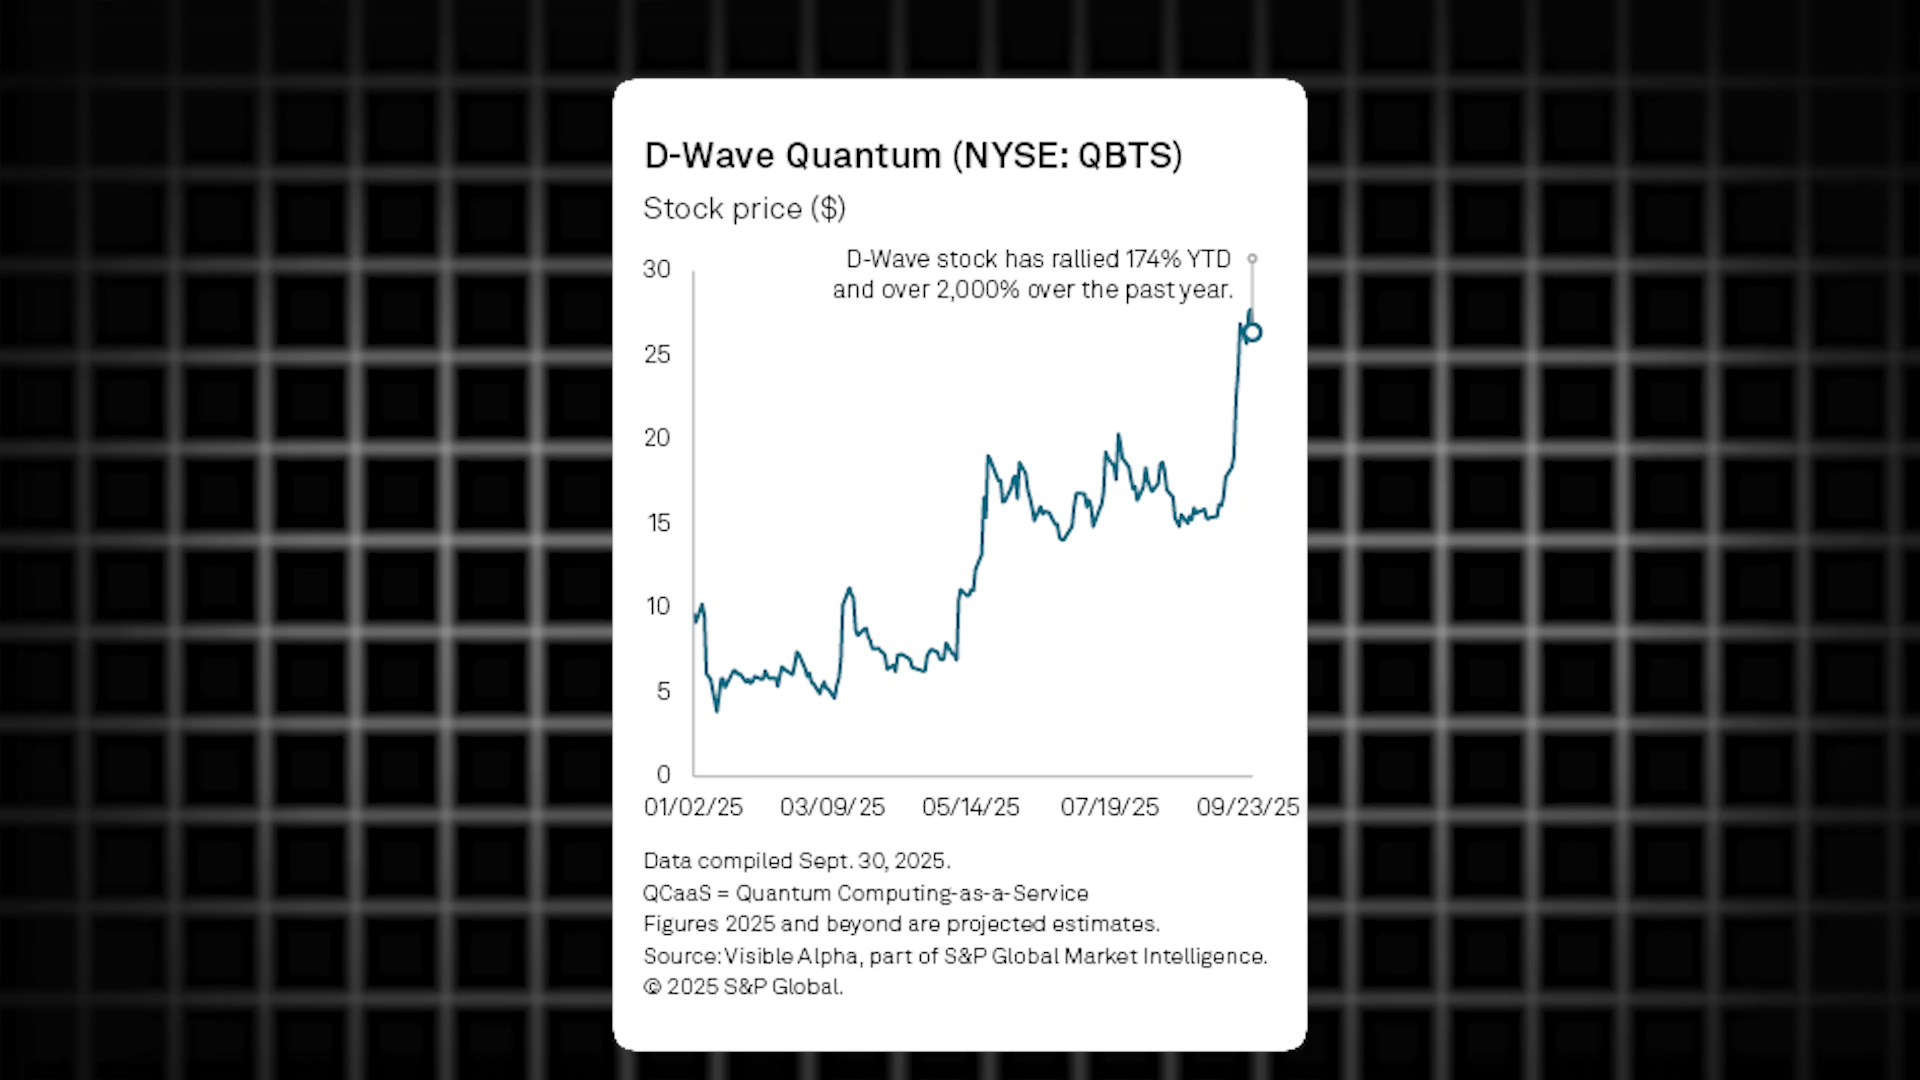 D-Wave Quantum (NYSE: QBTS)
Stock price ($)
D-Wave stock has rallied 174% YTD
and over 2,000% over the past year.
30
25
20
15
10
5
0
01/02/25 03/09/25 05/14/25 07/19/25 09/23/25
Data compiled Sept. 30, 2025.
QCaaS = Quantum Computing-as-a-Service
Figures 2025 and beyond are projected estimates.
Source: Visible Alpha, part of S&P Global Market Intelligence.
© 2025 S&P Global.